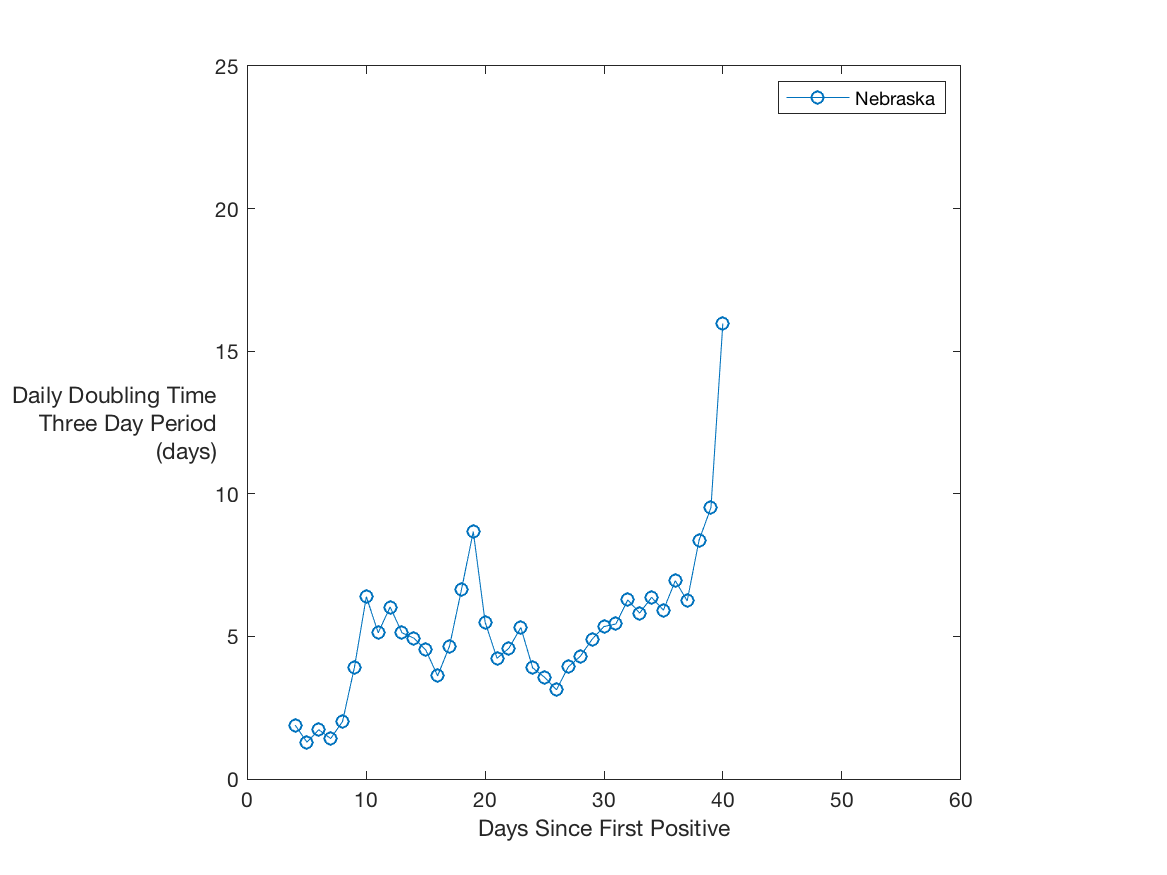 25
20
15
10
5
0
Daily Doubling Time
Three Day Period
(days)
Nebraska
0 10 20 30 40 50 60
Days Since First Positive